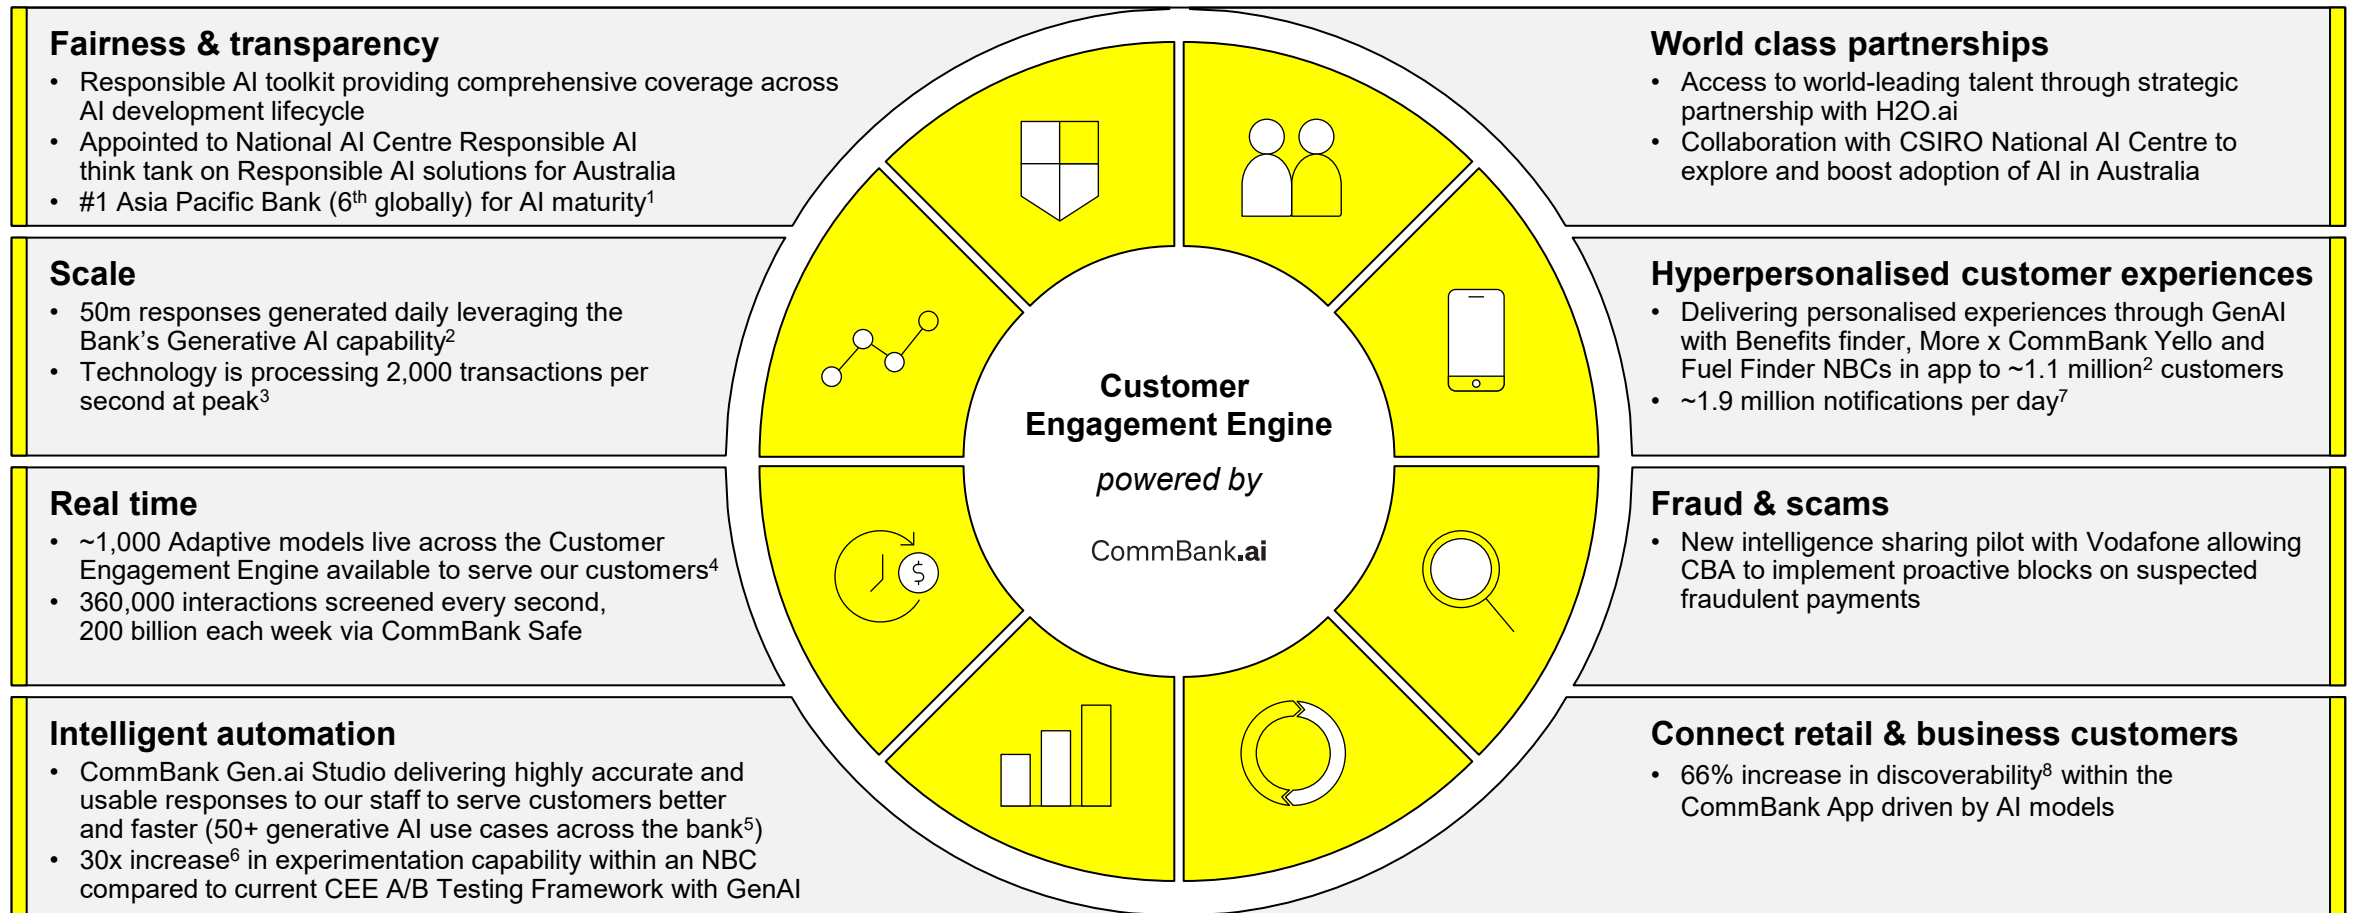 Fairness & transparency
• Responsible AI toolkit providing comprehensive coverage across
AI development lifecycle
• Appointed to National AI Centre Responsible AI
think tank on Responsible AI solutions for Australia
• #1 Asia Pacific Bank (6th globally) for AI maturity1
Scale
• 50m responses generated daily leveraging the
Bank’s Generative AI capability2
• Technology is processing 2,000 transactions per
second at peak3
Real time
• ~1,000 Adaptive models live across the Customer
Engagement Engine available to serve our customers4
• 360,000 interactions screened every second,
200 billion each week via CommBank Safe
Intelligent automation
• CommBank Gen.ai Studio delivering highly accurate and
usable responses to our staff to serve customers better
and faster (50+ generative AI use cases across the bank5)
• 30x increase6 in experimentation capability within an NBC
compared to current CEE A/B Testing Framework with GenAI
Customer
Engagement Engine
powered by
CommBank.ai
$
World class partnerships
• Access to world-leading talent through strategic
partnership with H2O.ai
• Collaboration with CSIRO National AI Centre to
explore and boost adoption of AI in Australia
Hyperpersonalised customer experiences
• Delivering personalised experiences through GenAI
with Benefits finder, More x CommBank Yello and
Fuel Finder NBCs in app to ~1.1 million2 customers
• ~1.9 million notifications per day7
Fraud & scams
• New intelligence sharing pilot with Vodafone allowing
CBA to implement proactive blocks on suspected
fraudulent payments
Connect retail & business customers
• 66% increase in discoverability8 within the
CommBank App driven by AI models